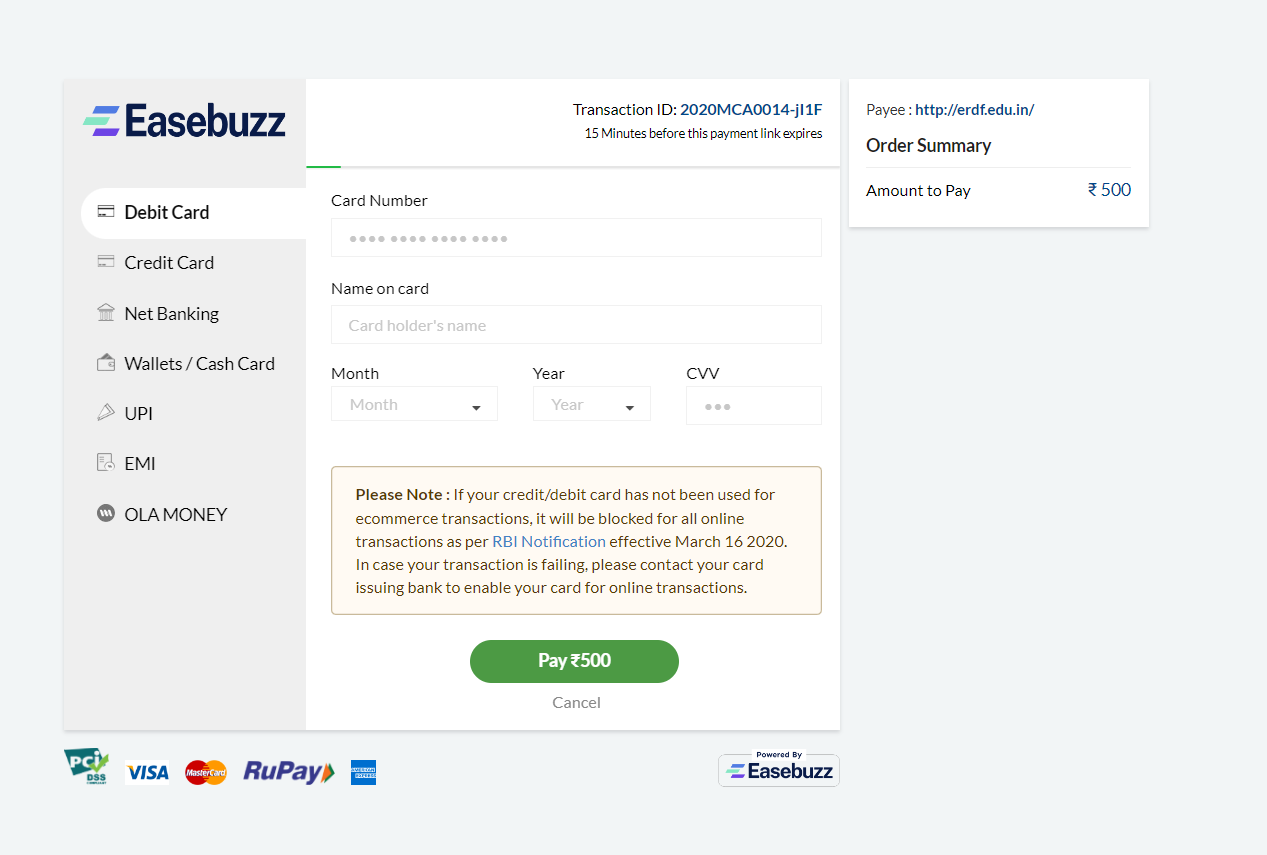 Easebuzz
Transaction ID: 2020MCA0014-jI1F
15 Minutes before this payment link expires
Debit Card
Credit Card
Net Banking
Wallets / Cash Card
UPI
EMI
OLA MONEY
Card Number
Name on card
Card holder's name
Month
Year
CVV
Month
Year
Please Note : If your credit/debit card has not been used for
ecommerce transactions, it will be blocked for all online
transactions as per RBI Notification effective March 16 2020.
In case your transaction is failing, please contact your card
issuing bank to enable your card for online transactions.
Pay ₹500
Cancel
Payee : http://erdf.edu.in/
Order Summary
Amount to Pay ₹ 500
PCI
DSS
COMPLIANT
VISA
MasterCard
RuPay
AMERICAN
EXPRESS
Powered By
Easebuzz